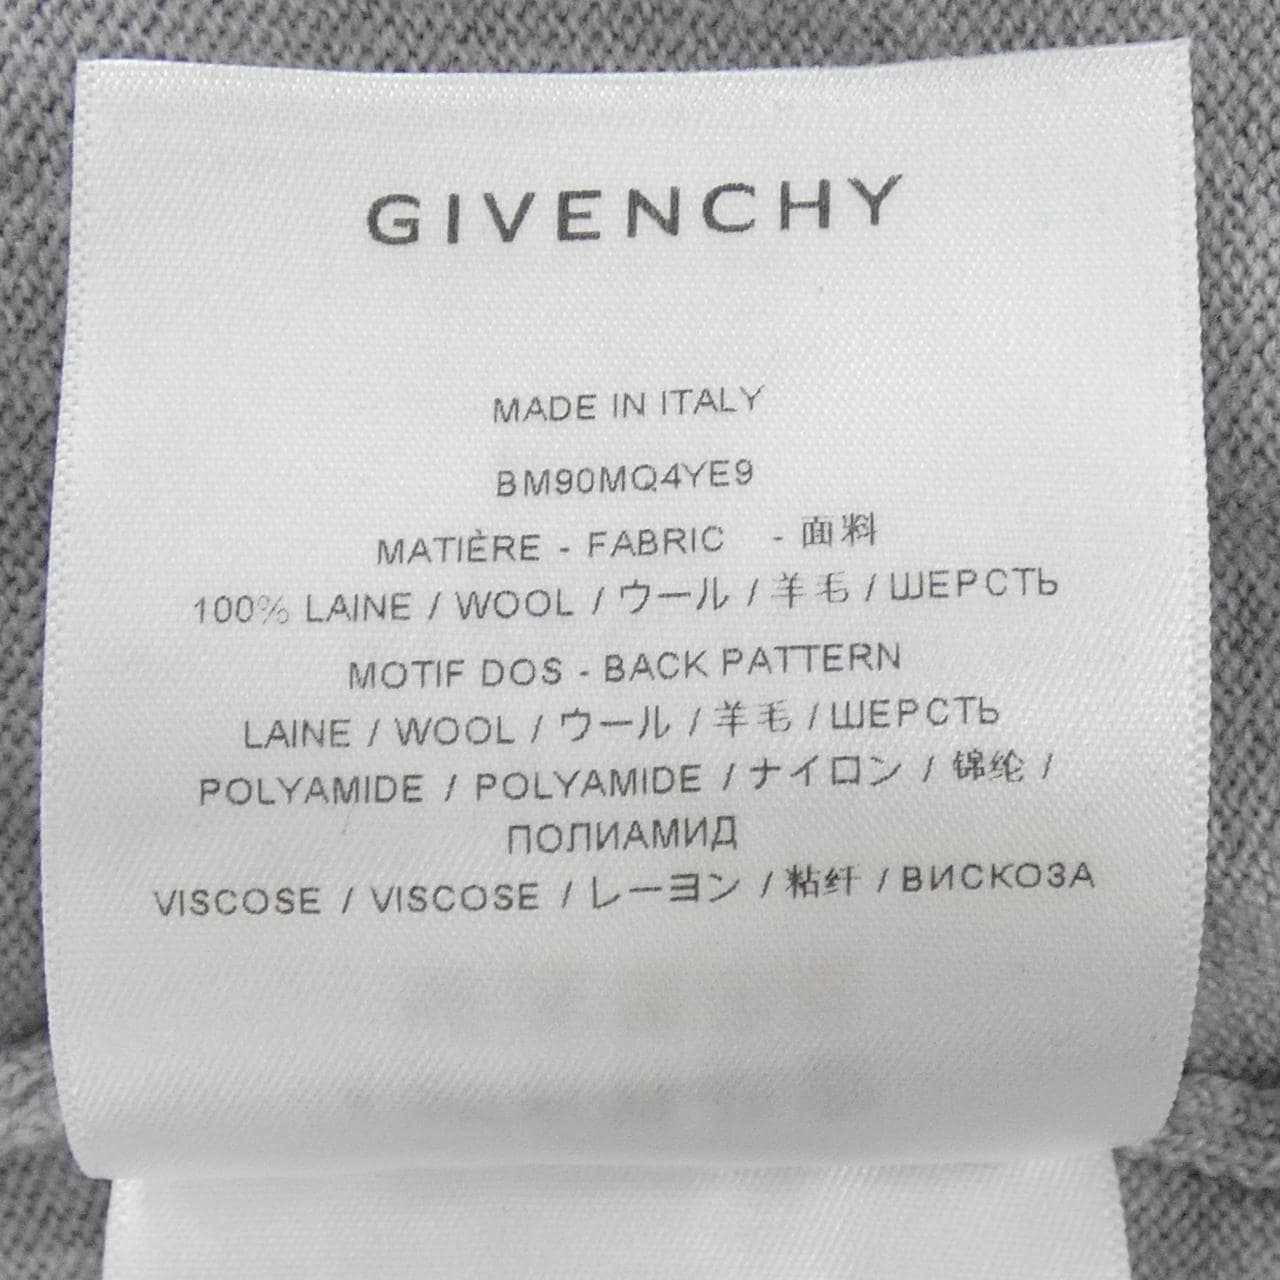 GIVENCHY
MADE IN ITALY
BM90MQ4YE9
MATIÈRE - FABRIC - 面料
100% LAINE / WOOL / ウール / 羊毛 / ШЕРСТЬ
MOTIF DOS - BACK PATTERN
LAINE / WOOL / ウール / 羊毛 / ШЕРСТЬ
POLYAMIDE / POLYAMIDE / ナイロン / 锦纶 /
ПОЛИАМИД
VISCOSE / VISCOSE / レーヨン / 粘纤 / ВИСКОЗА